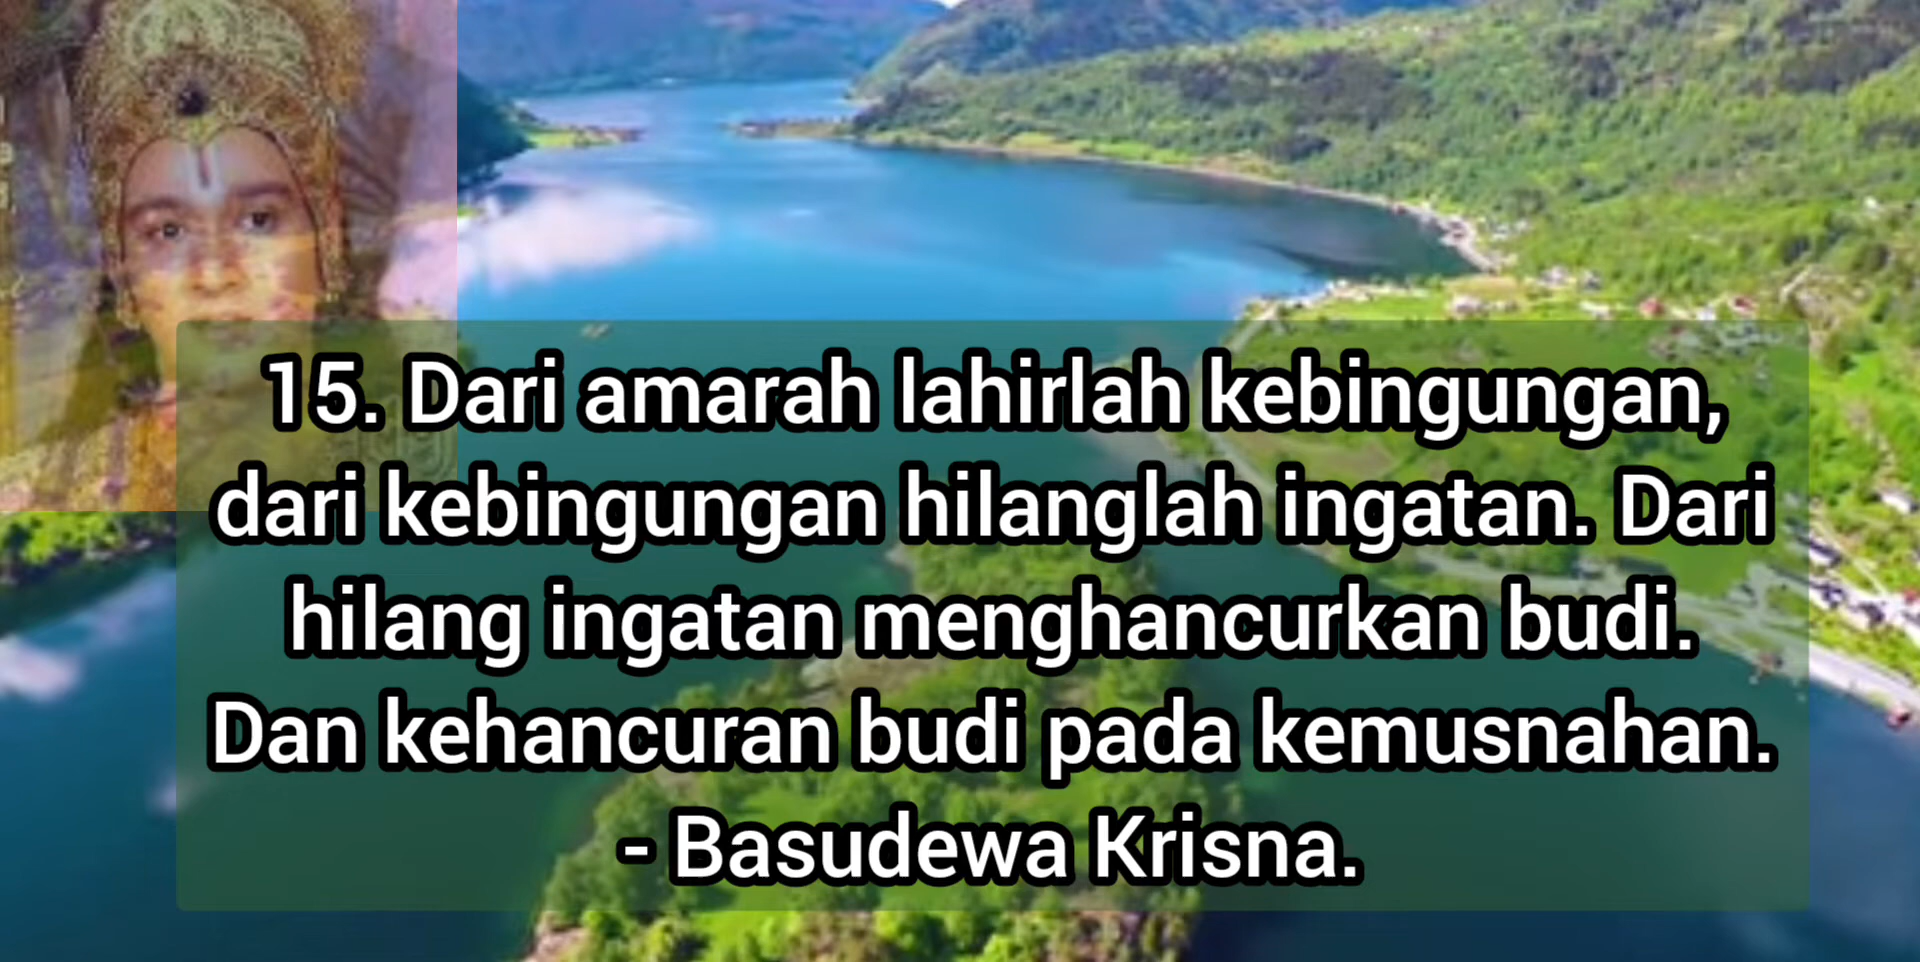 15. Dari amarah lahirlah kebingungan,
dari kebingungan hilanglah ingatan. Dari
hilang ingatan menghancurkan budi.
Dan kehancuran budi pada kemusnahan.
- Basudewa Krisna.